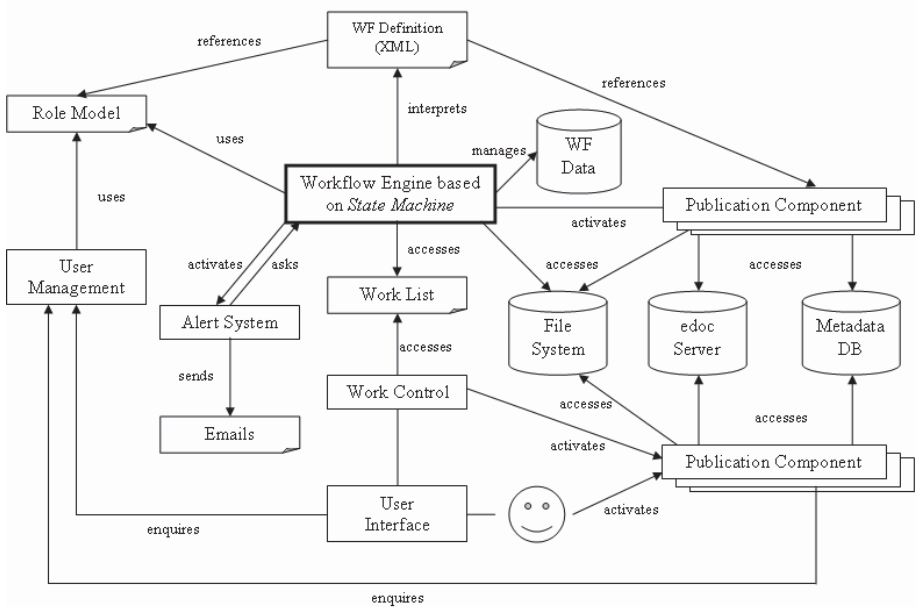 WF Definition
(XML)
references
references
Role Model
interprets
uses
manages
WF
Data
Workflow Engine based
on State Machine
Publication Component
uses
activates
activates
asks
accesses
accesses
accesses
User
Management
Work List
Alert System
File
System
edoc
Server
Metadata
DB
accesses
sends
Work Control
accesses
accesses
Emails
activates
Publication Component
User
Interface
activates
enquires
enquires